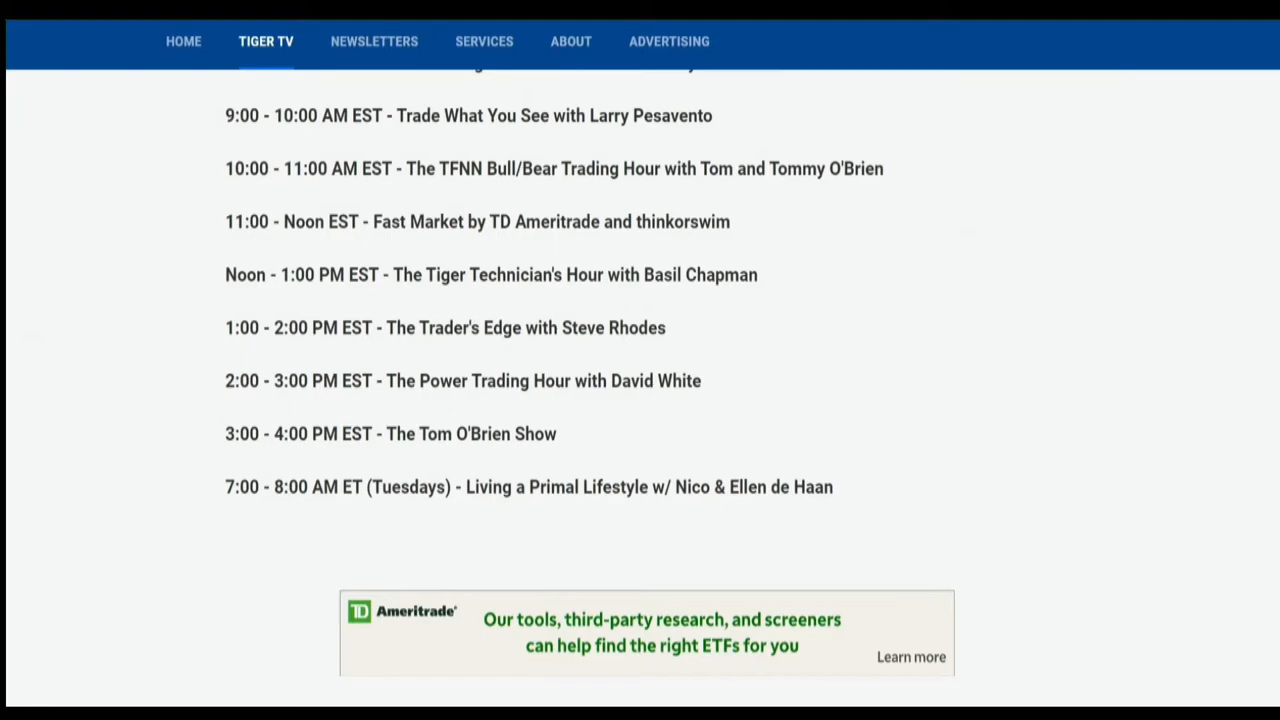 HOME TIGER TV NEWSLETTERS SERVICES ABOUT ADVERTISING
9:00 - 10:00 AM EST - Trade What You See with Larry Pesavento
10:00 - 11:00 AM EST - The TFNN Bull/Bear Trading Hour with Tom and Tommy O'Brien
11:00 - Noon EST - Fast Market by TD Ameritrade and thinkorswim
Noon - 1:00 PM EST - The Tiger Technician's Hour with Basil Chapman
1:00 - 2:00 PM EST - The Trader's Edge with Steve Rhodes
2:00 - 3:00 PM EST - The Power Trading Hour with David White
3:00 - 4:00 PM EST - The Tom O'Brien Show
7:00 - 8:00 AM ET (Tuesdays) - Living a Primal Lifestyle w/ Nico & Ellen de Haan
TD Ameritrade
Our tools, third-party research, and screeners
can help find the right ETFs for you
Learn more